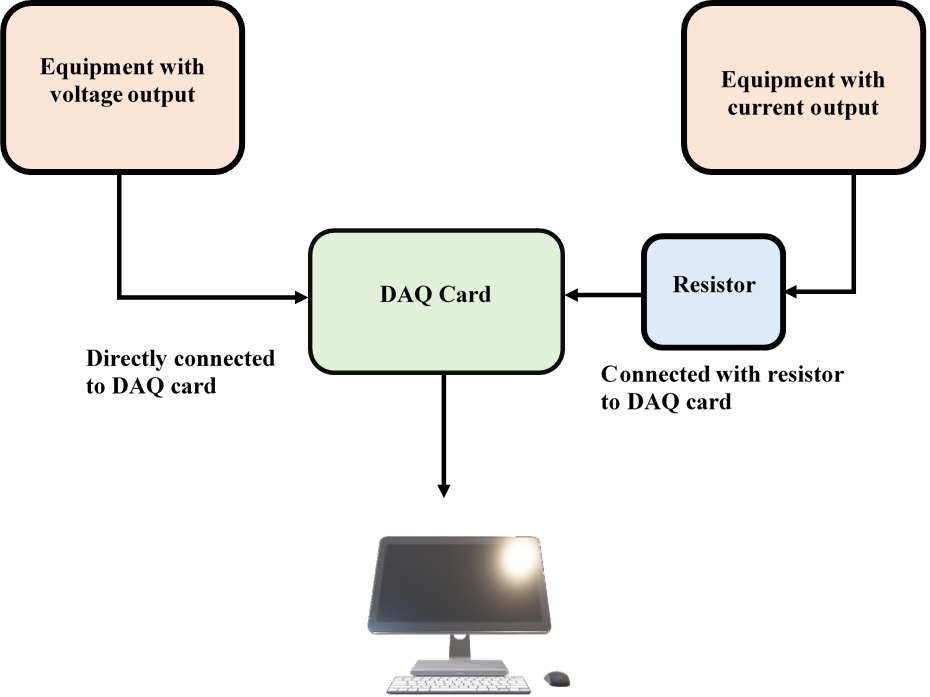 Equipment with
voltage output
Equipment with
current output
DAQ Card
Resistor
Directly connected
to DAQ card
Connected with resistor
to DAQ card